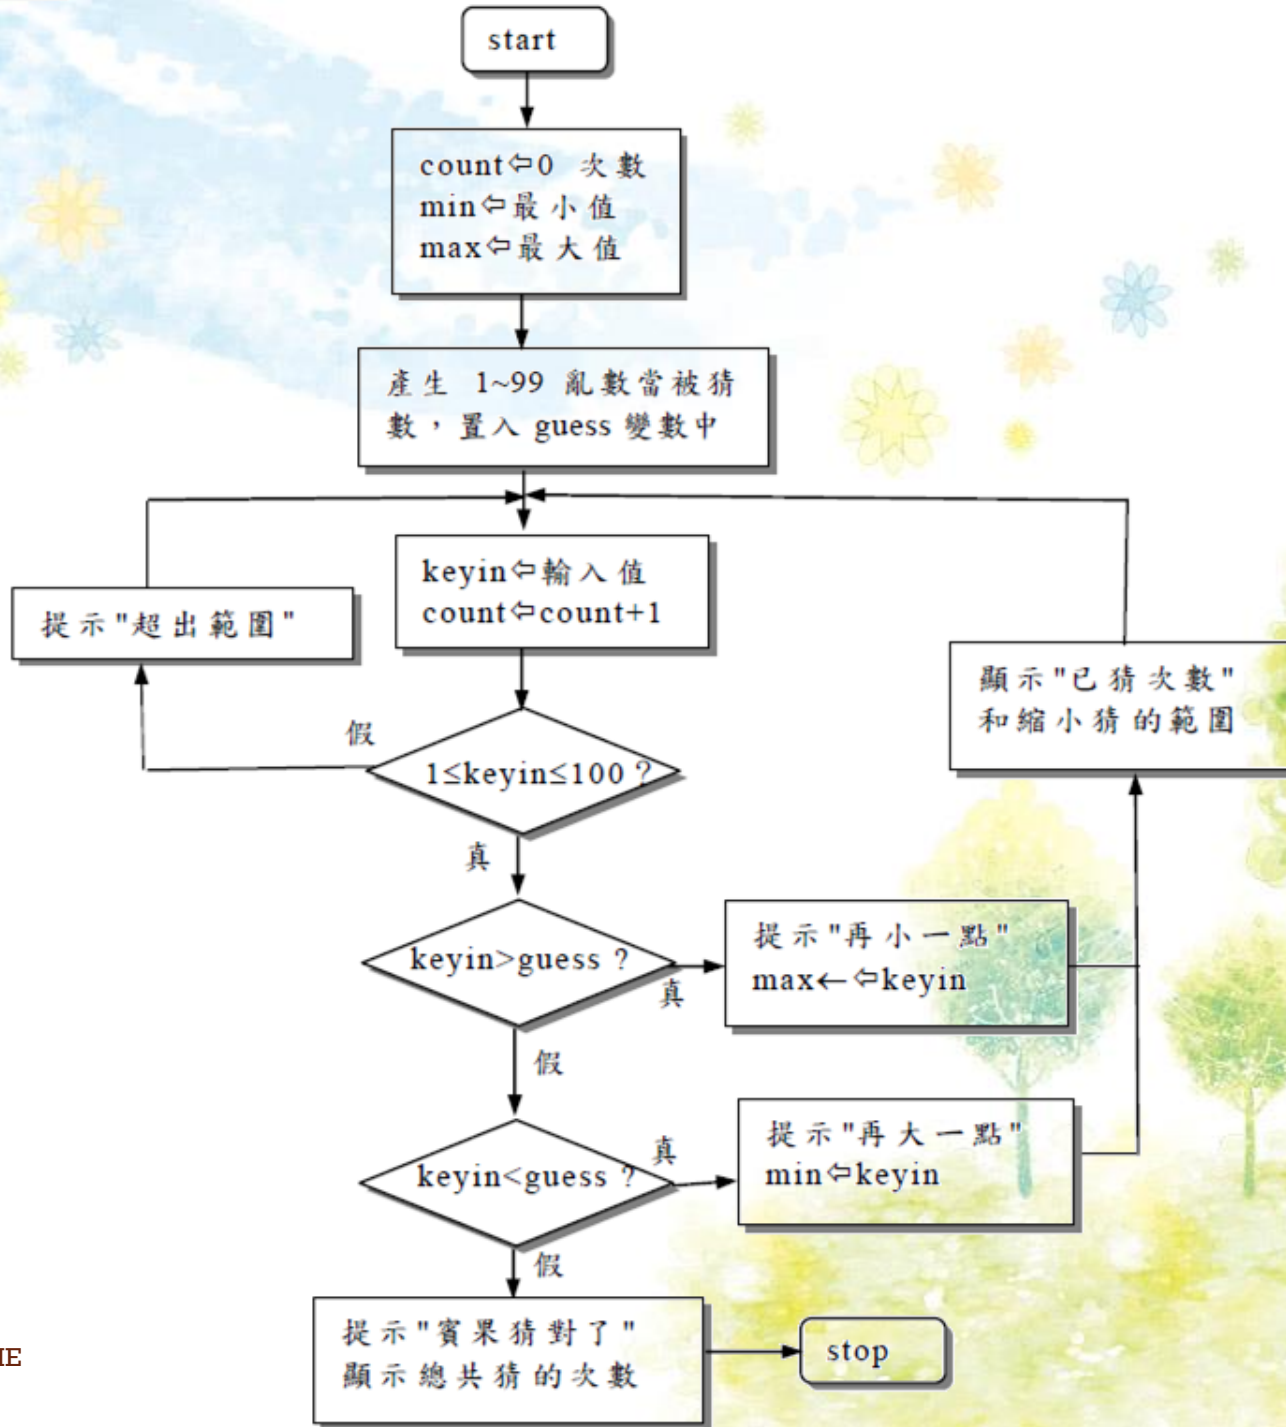 start
count⇦0 次數
min⇦最小值
max⇦最大值
產生 1~99 亂數當被猜
數，置入 guess 變數中
keyin⇦輸入值
count⇦count+1
提示"超出範圍"
假
1≤keyin≤100？
真
顯示"已猜次數"
和縮小猜的範圍
keyin>guess？
真
提示"再小一點"
max←⇦keyin
假
keyin<guess？
真
提示"再大一點"
min⇦keyin
假
提示"賓果猜對了"
顯示總共猜的次數
stop
IE